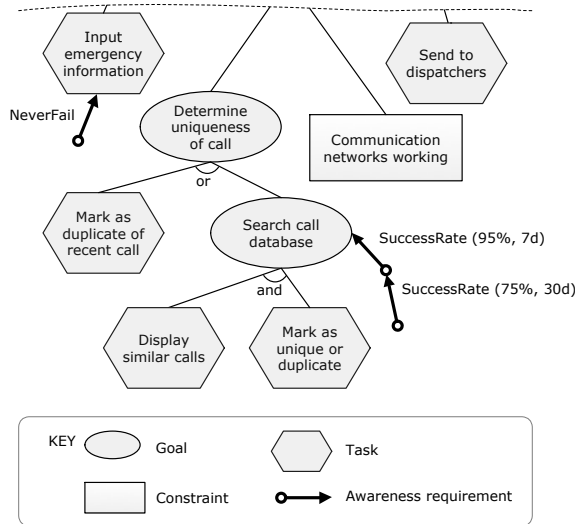 Input
emergency
information
Send to
dispatchers
NeverFail
Determine
uniqueness
of call
Communication
networks working
or
Mark as
duplicate of
recent call
Search call
database
SuccessRate (95%, 7d)
SuccessRate (75%, 30d)
and
Display
similar calls
Mark as
unique or
duplicate
KEY
Goal
Task
Constraint
Awareness requirement